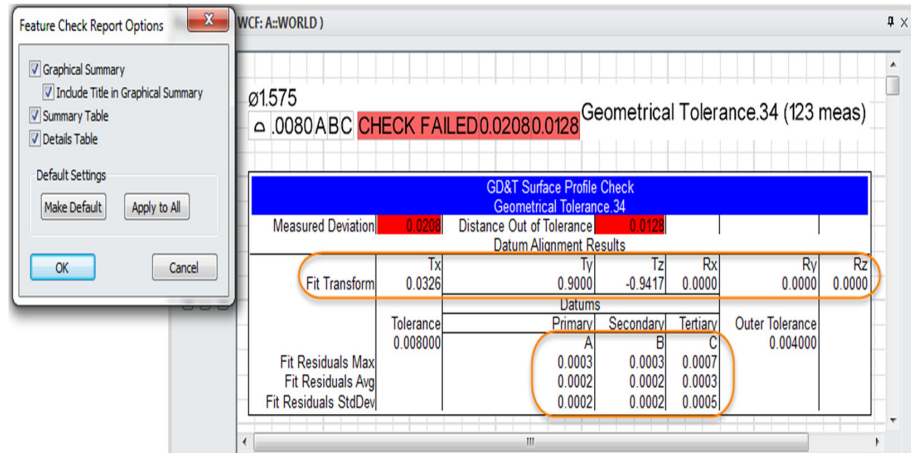 Feature Check Report Options
X
Graphical Summary
Include Title in Graphical Summary
Summary Table
Details Table
Default Settings
Make Default Apply to All
OK Cancel
WCF: A::WORLD )
Ø1.575
⌓ .0080 A B C CHECK FAILED 0.0208 0.0128 Geometrical Tolerance.34 (123 meas)
GD&T Surface Profile Check
Geometrical Tolerance.34
Measured Deviation 0.0208 Distance Out of Tolerance 0.0128
Datum Alignment Results
Tx Ty Tz Rx Ry Rz
Fit Transform 0.0326 0.9000 -0.9417 0.0000 0.0000 0.0000
Datums
Tolerance Primary Secondary Tertiary Outer Tolerance
0.008000 A B C 0.004000
Fit Residuals Max 0.0003 0.0003 0.0007
Fit Residuals Avg 0.0002 0.0002 0.0003
Fit Residuals StdDev 0.0002 0.0002 0.0005